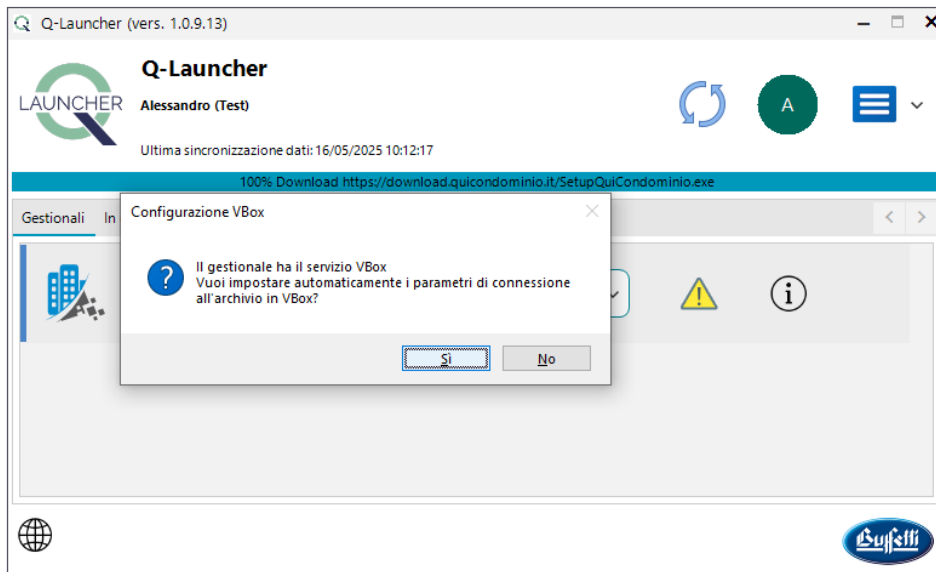 Q-Launcher (vers. 1.0.9.13)
Q-Launcher
LAUNCHER
Alessandro (Test)
A
Ultima sincronizzazione dati: 16/05/2025 10:12:17
100% Download https://download.quicondominio.it/SetupQuiCondominio.exe
Gestionali In
Configurazione VBox
Il gestionale ha il servizio VBox
Vuoi impostare automaticamente i parametri di connessione
all'archivio in VBox?
Sì No
Buffetti